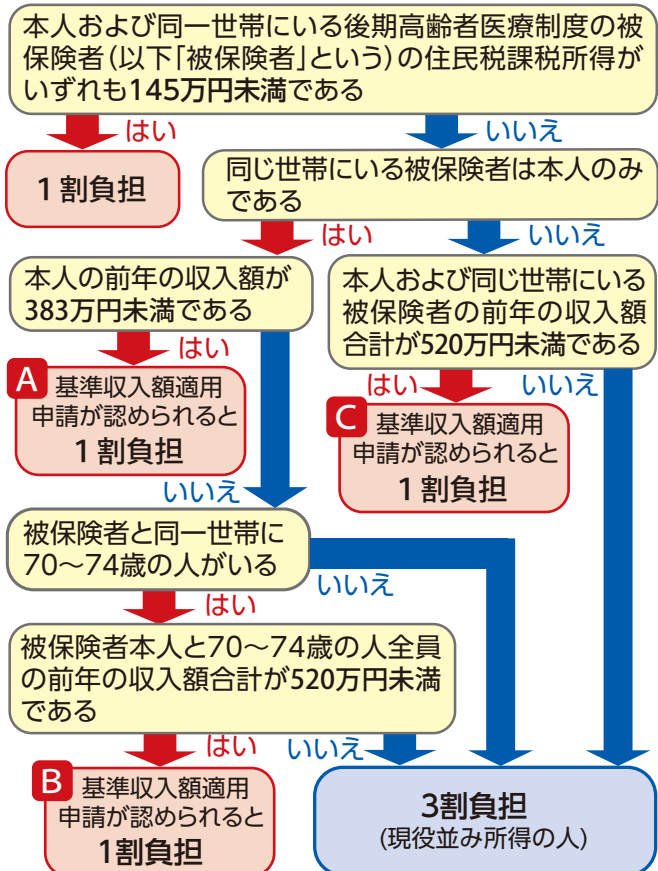 本人および同一世帯にいる後期高齢者医療制度の被
保険者(以下「被保険者」という)の住民税課税所得が
いずれも145万円未満である
はい
いいえ
1割負担
同じ世帯にいる被保険者は本人のみ
である
はい
いいえ
本人の前年の収入額が
383万円未満である
本人および同じ世帯にいる
被保険者の前年の収入額
合計が520万円未満である
はい
はい
いいえ
A 基準収入額適用
申請が認められると
1割負担
C 基準収入額適用
申請が認められると
1割負担
いいえ
被保険者と同一世帯に
70～74歳の人がいる
いいえ
はい
被保険者本人と70～74歳の人全員
の前年の収入額合計が520万円未満
である
はい
いいえ
B 基準収入額適用
申請が認められると
1割負担
3割負担
(現役並み所得の人)